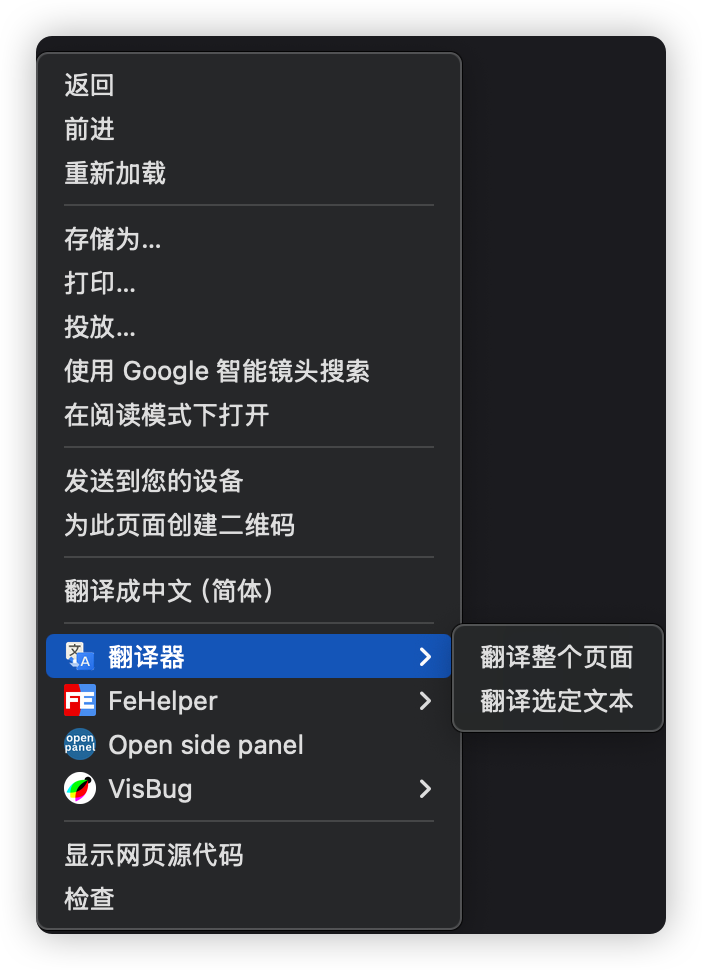 返回
前进
重新加载
存储为...
打印...
投放...
使用 Google 智能镜头搜索
在阅读模式下打开
发送到您的设备
为此页面创建二维码
翻译成中文（简体）
文A 翻译器
翻译整个页面
FE FeHelper
翻译选定文本
open panel Open side panel
VisBug
显示网页源代码
检查